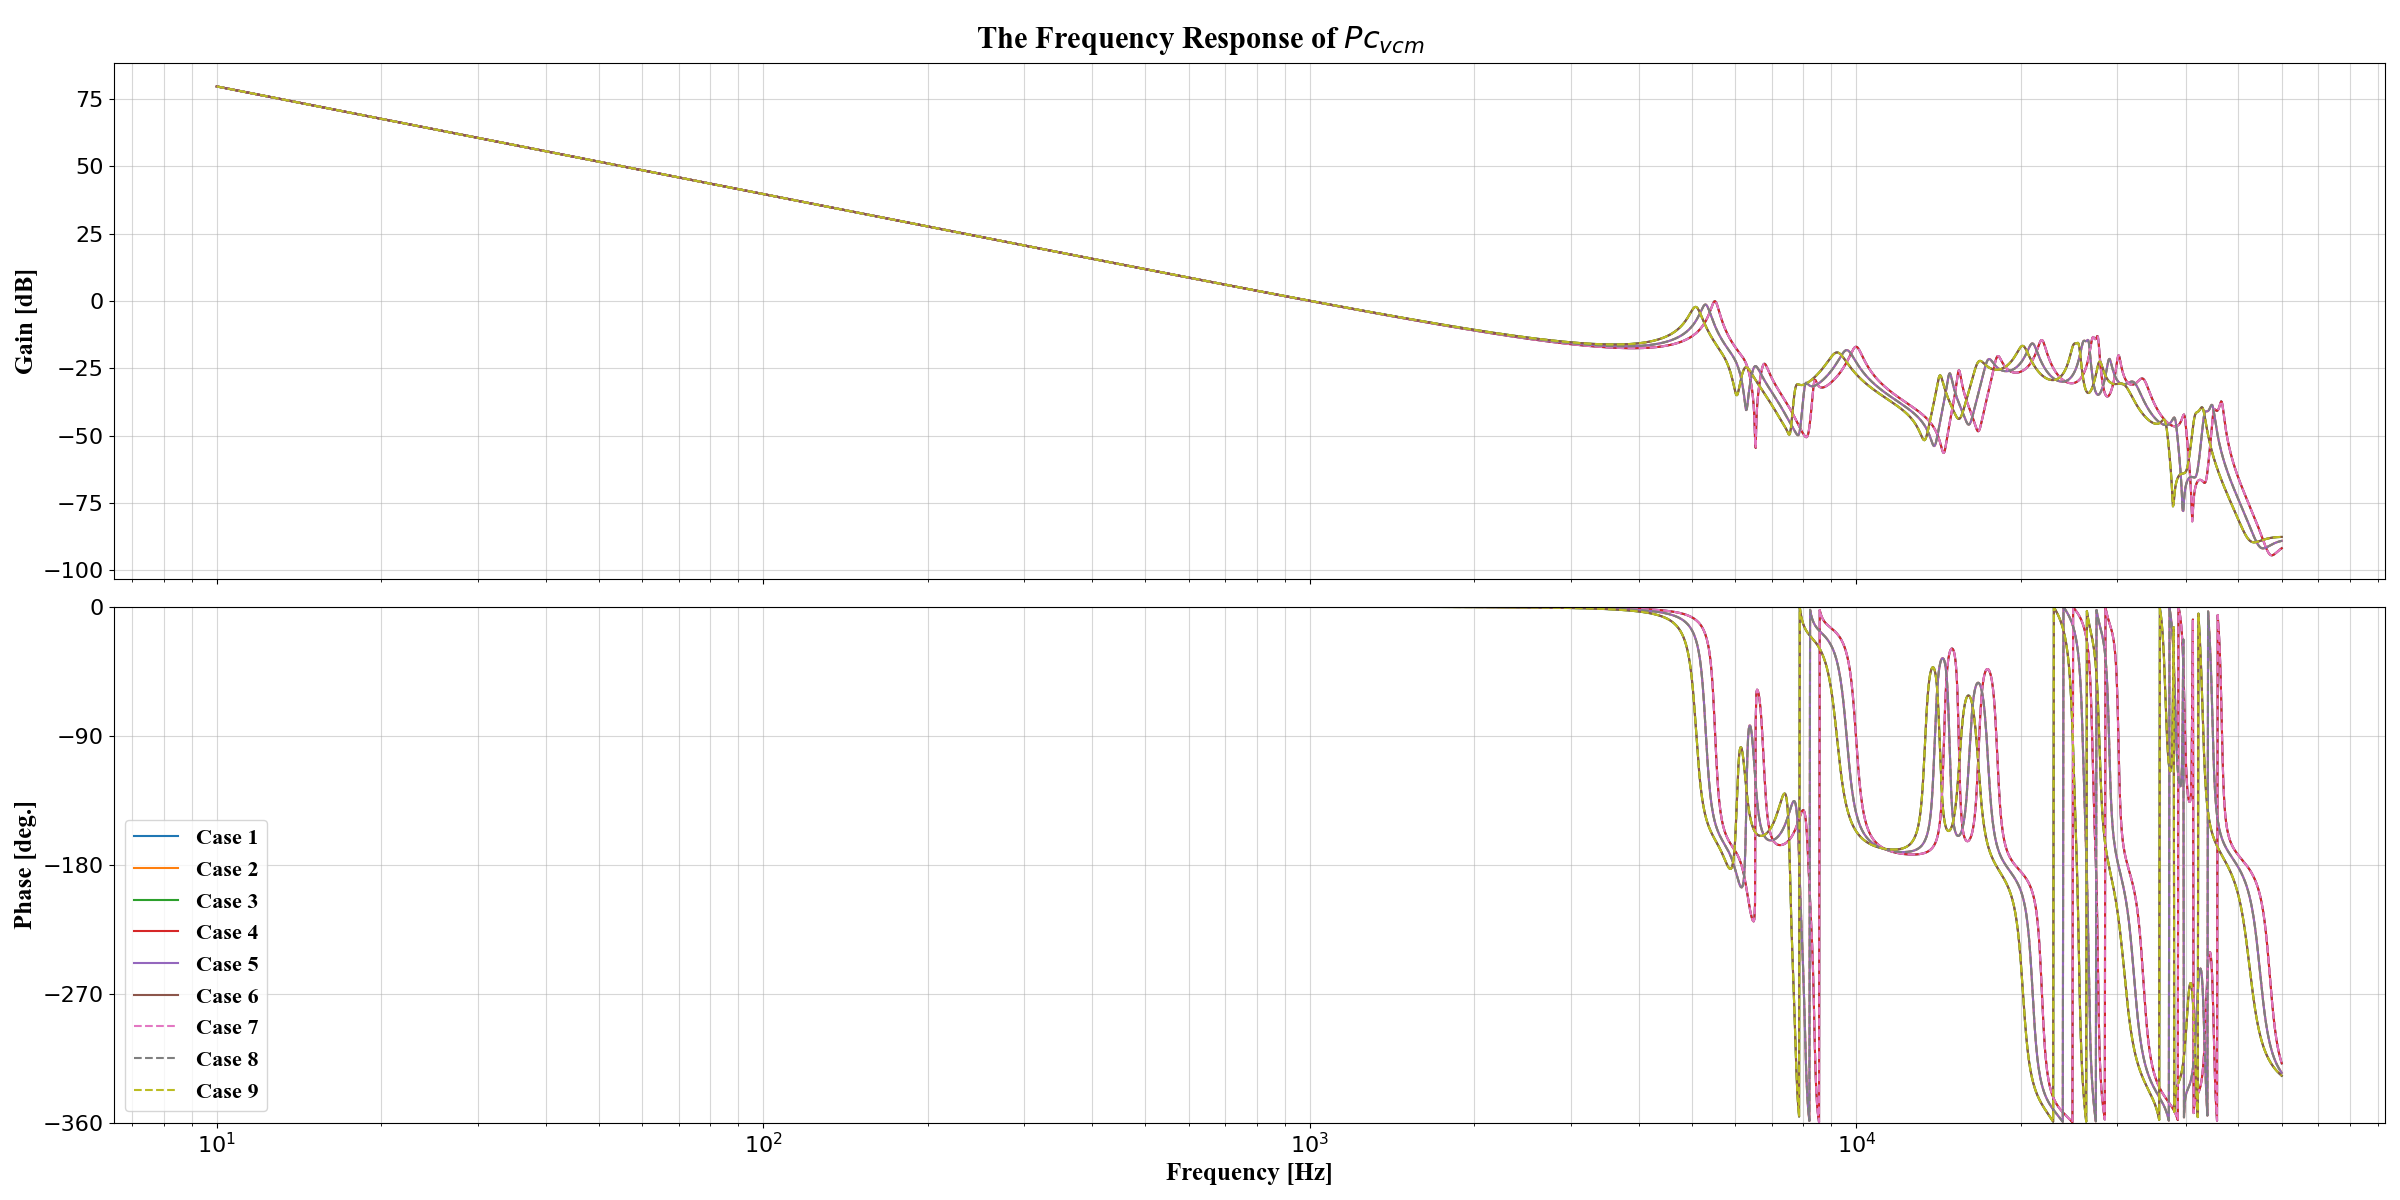 The Frequency Response of Pc_{vcm}
Gain [dB]
75
50
25
0
−25
−50
−75
−100
Phase [deg.]
0
−90
−180
−270
−360
Case 1
Case 2
Case 3
Case 4
Case 5
Case 6
Case 7
Case 8
Case 9
10^1 10^2 10^3 10^4
Frequency [Hz]